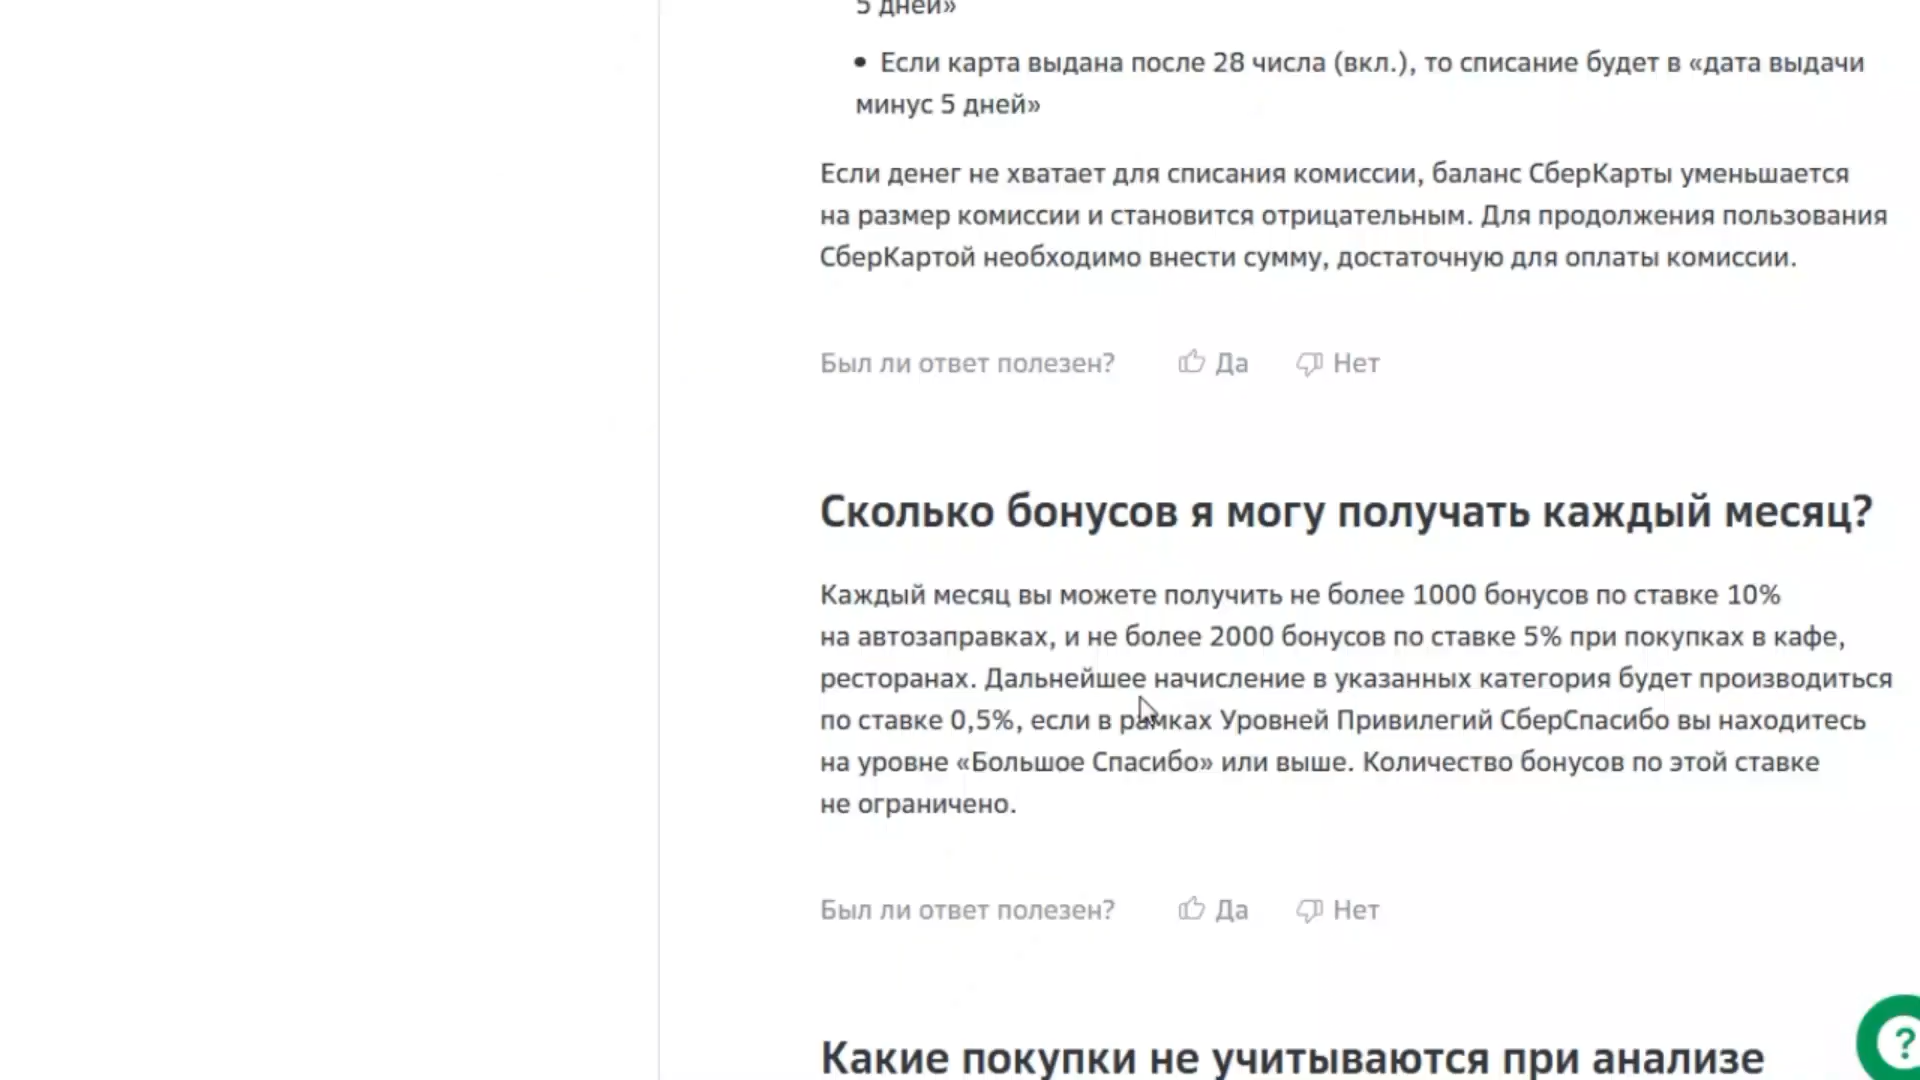 5 дней»
• Если карта выдана после 28 числа (вкл.), то списание будет в «дата выдачи
минус 5 дней»
Если денег не хватает для списания комиссии, баланс СберКарты уменьшается
на размер комиссии и становится отрицательным. Для продолжения пользования
СберКартой необходимо внести сумму, достаточную для оплаты комиссии.
Был ли ответ полезен? Да Нет
Сколько бонусов я могу получать каждый месяц?
Каждый месяц вы можете получить не более 1000 бонусов по ставке 10%
на автозаправках, и не более 2000 бонусов по ставке 5% при покупках в кафе,
ресторанах. Дальнейшее начисление в указанных категория будет производиться
по ставке 0,5%, если в рамках Уровней Привилегий СберСпасибо вы находитесь
на уровне «Большое Спасибо» или выше. Количество бонусов по этой ставке
не ограничено.
Был ли ответ полезен? Да Нет
Какие покупки не учитываются при анализе
?